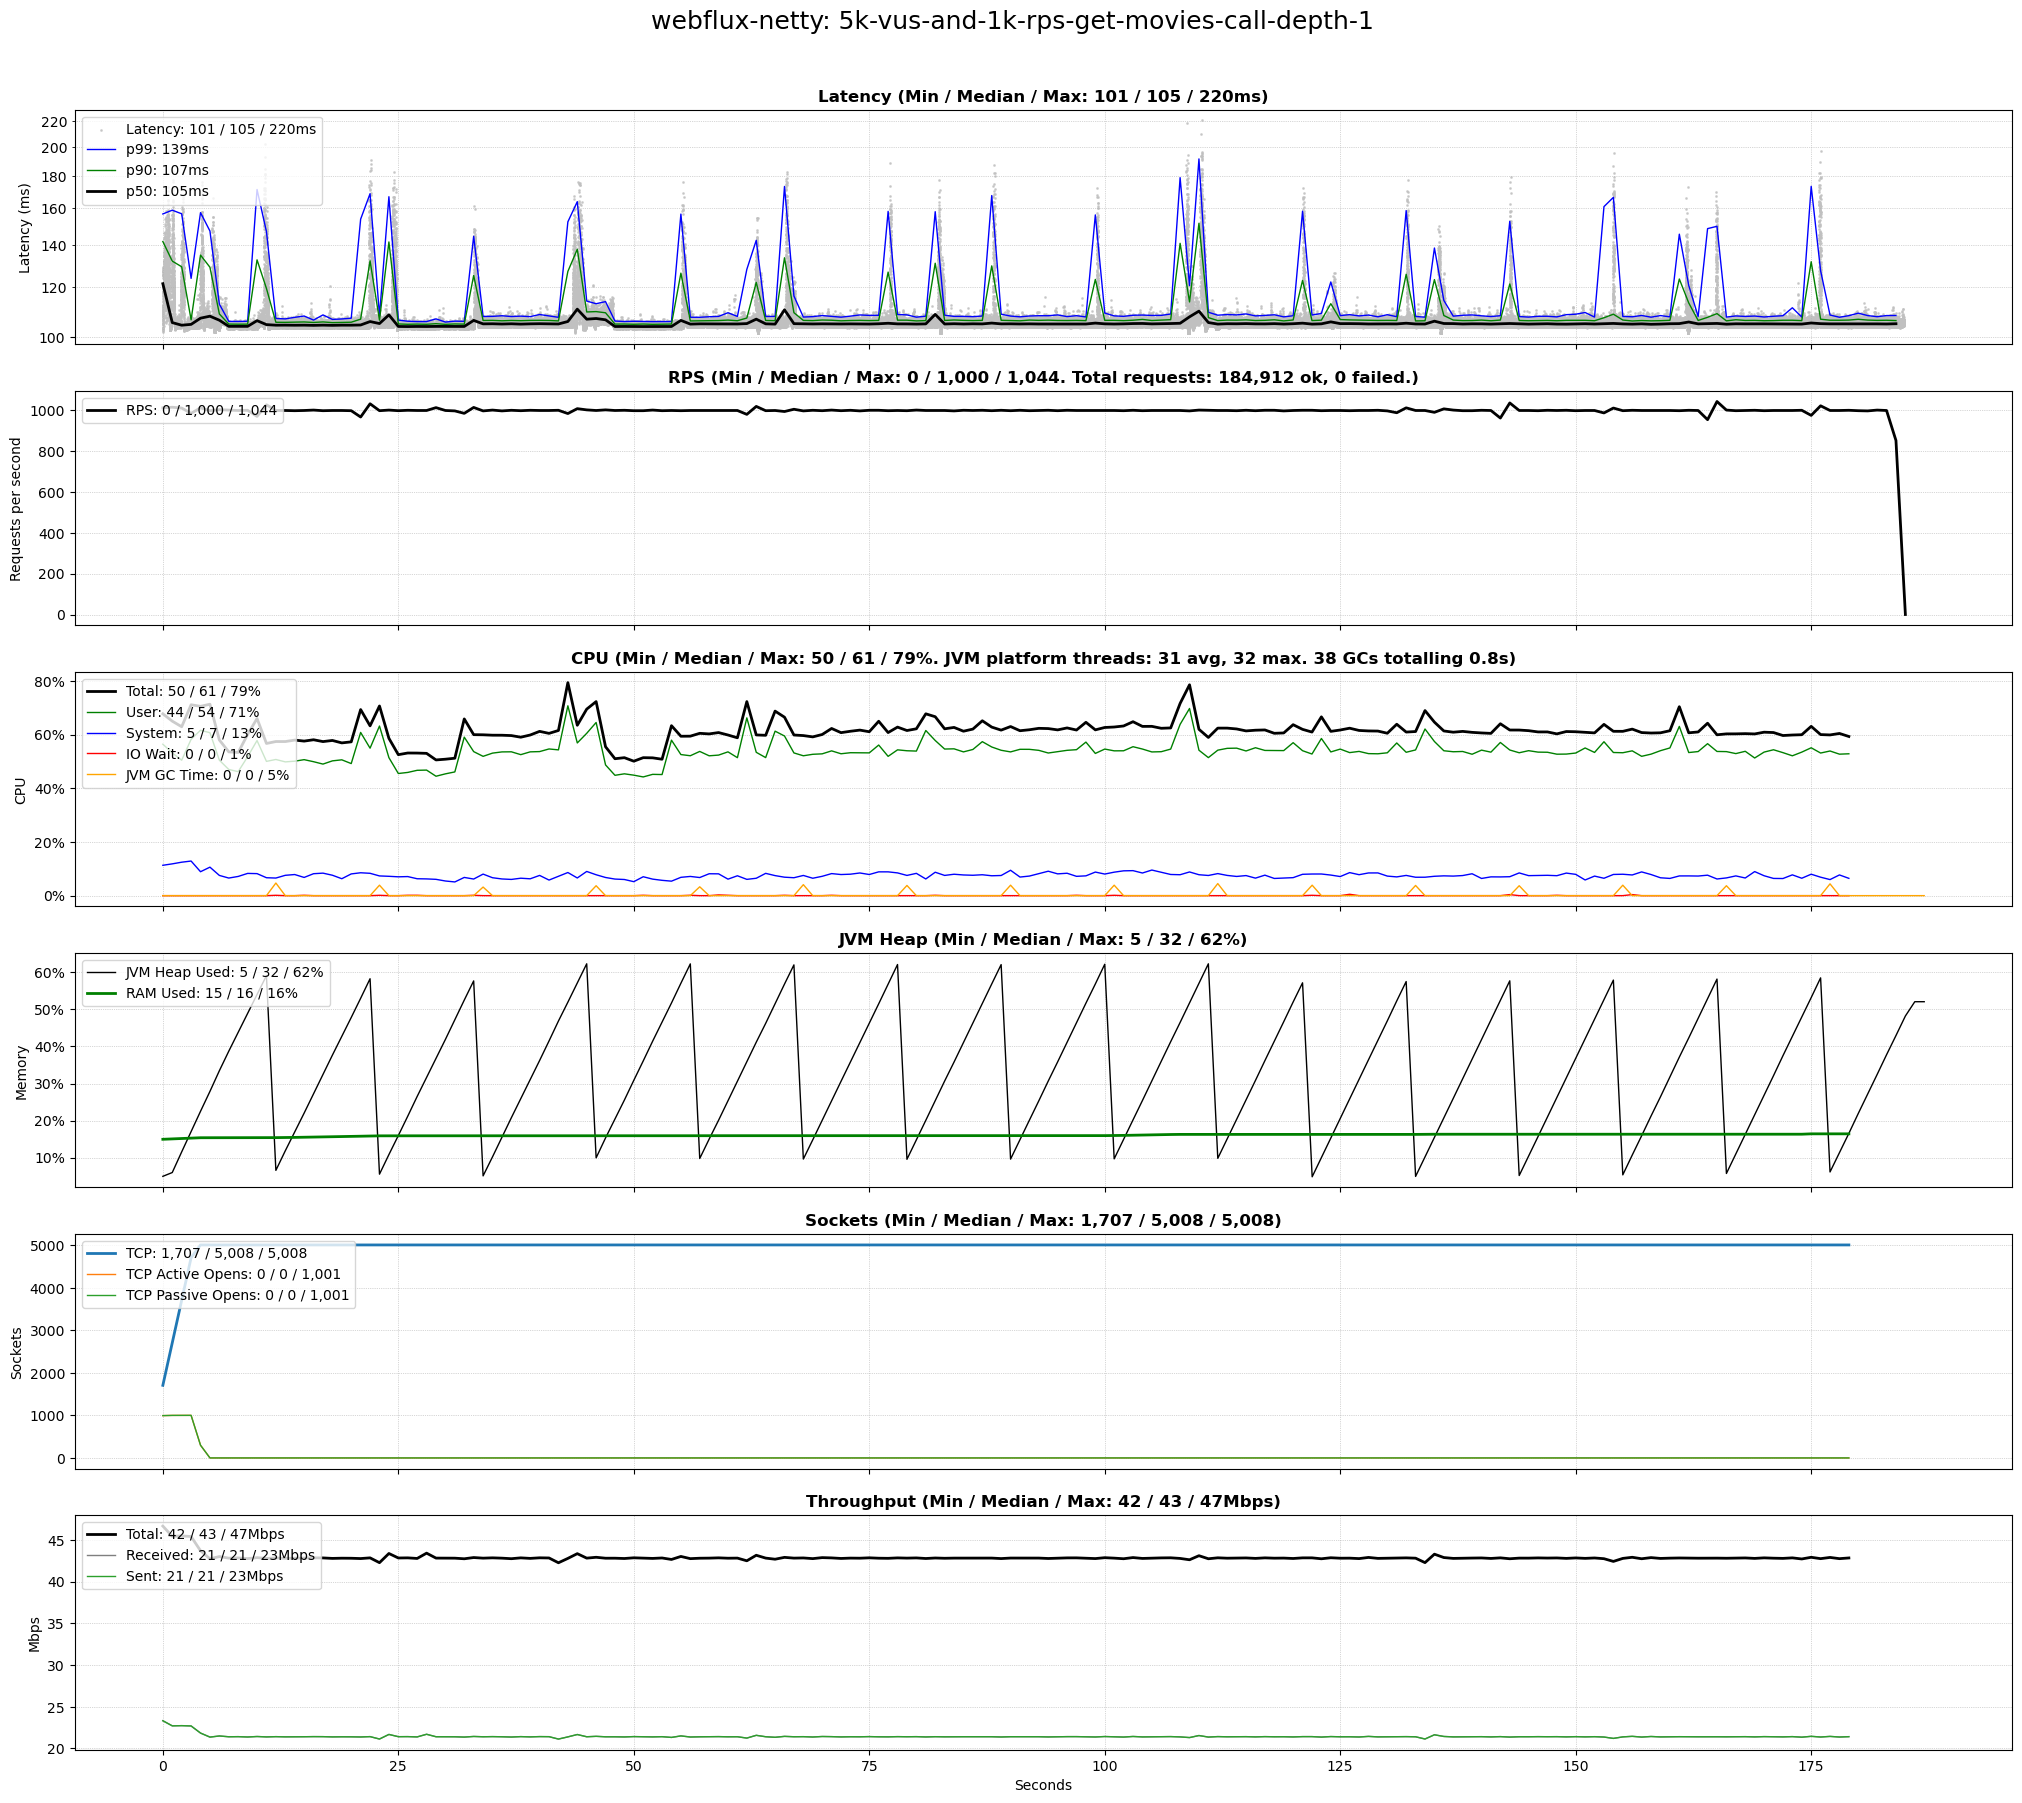 webflux-netty: 5k-vus-and-1k-rps-get-movies-call-depth-1
Latency (Min / Median / Max: 101 / 105 / 220ms)
Latency: 101 / 105 / 220ms
p99: 139ms
p90: 107ms
p50: 105ms
Latency (ms)
220
200
180
160
140
120
100
RPS (Min / Median / Max: 0 / 1,000 / 1,044. Total requests: 184,912 ok, 0 failed.)
RPS: 0 / 1,000 / 1,044
Requests per second
1000
800
600
400
200
0
CPU (Min / Median / Max: 50 / 61 / 79%. JVM platform threads: 31 avg, 32 max. 38 GCs totalling 0.8s)
Total: 50 / 61 / 79%
User: 44 / 54 / 71%
System: 5 / 7 / 13%
IO Wait: 0 / 0 / 1%
JVM GC Time: 0 / 0 / 5%
CPU
80%
60%
40%
20%
0%
JVM Heap (Min / Median / Max: 5 / 32 / 62%)
JVM Heap Used: 5 / 32 / 62%
RAM Used: 15 / 16 / 16%
Memory
60%
50%
40%
30%
20%
10%
Sockets (Min / Median / Max: 1,707 / 5,008 / 5,008)
TCP: 1,707 / 5,008 / 5,008
TCP Active Opens: 0 / 0 / 1,001
TCP Passive Opens: 0 / 0 / 1,001
Sockets
5000
4000
3000
2000
1000
0
Throughput (Min / Median / Max: 42 / 43 / 47Mbps)
Total: 42 / 43 / 47Mbps
Received: 21 / 21 / 23Mbps
Sent: 21 / 21 / 23Mbps
Mbps
45
40
35
30
25
20
0 25 50 75 100 125 150 175
Seconds